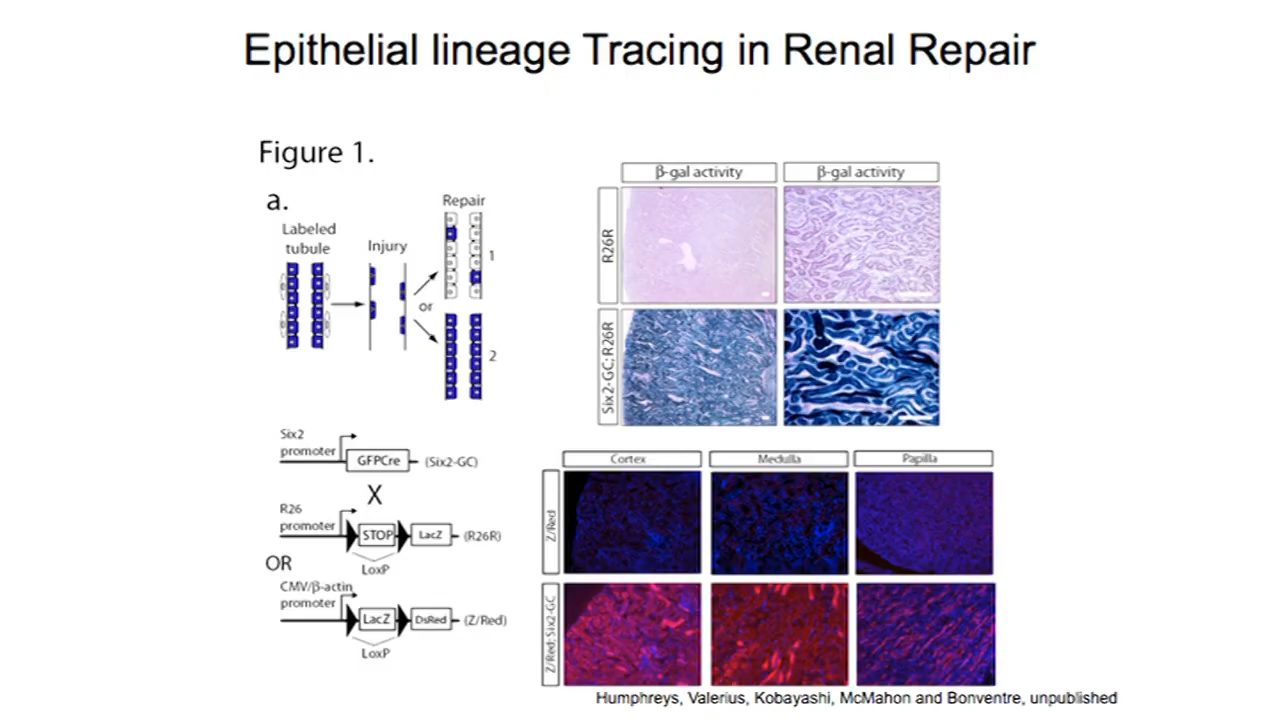 Epithelial lineage Tracing in Renal Repair
Figure 1.
a.
Labeled
tubule
Injury
Repair
1
or
2
Six2
promoter
GFPCre
(Six2-GC)
X
R26
promoter
STOP
LacZ
(R26R)
LoxP
OR
CMV/β-actin
promoter
LacZ
DsRed
(Z/Red)
LoxP
β-gal activity
β-gal activity
R26R
Six2-GC; R26R
Cortex
Medulla
Papilla
Z/Red
Z/Red; Six2-GC
Humphreys, Valerius, Kobayashi, McMahon and Bonventre, unpublished